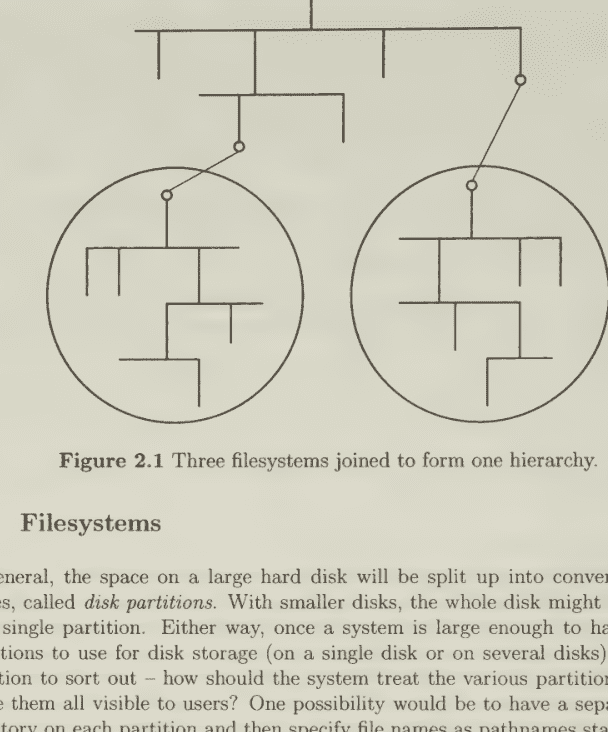 Figure 2.1 Three filesystems joined to form one hierarchy.
Filesystems
eneral, the space on a large hard disk will be split up into conver
es, called disk partitions. With smaller disks, the whole disk might
single partition. Either way, once a system is large enough to ha
tions to use for disk storage (on a single disk or on several disks)
tion to sort out – how should the system treat the various partition
e them all visible to users? One possibility would be to have a sepa
tory on each partition and then specify file names as pathnames sta